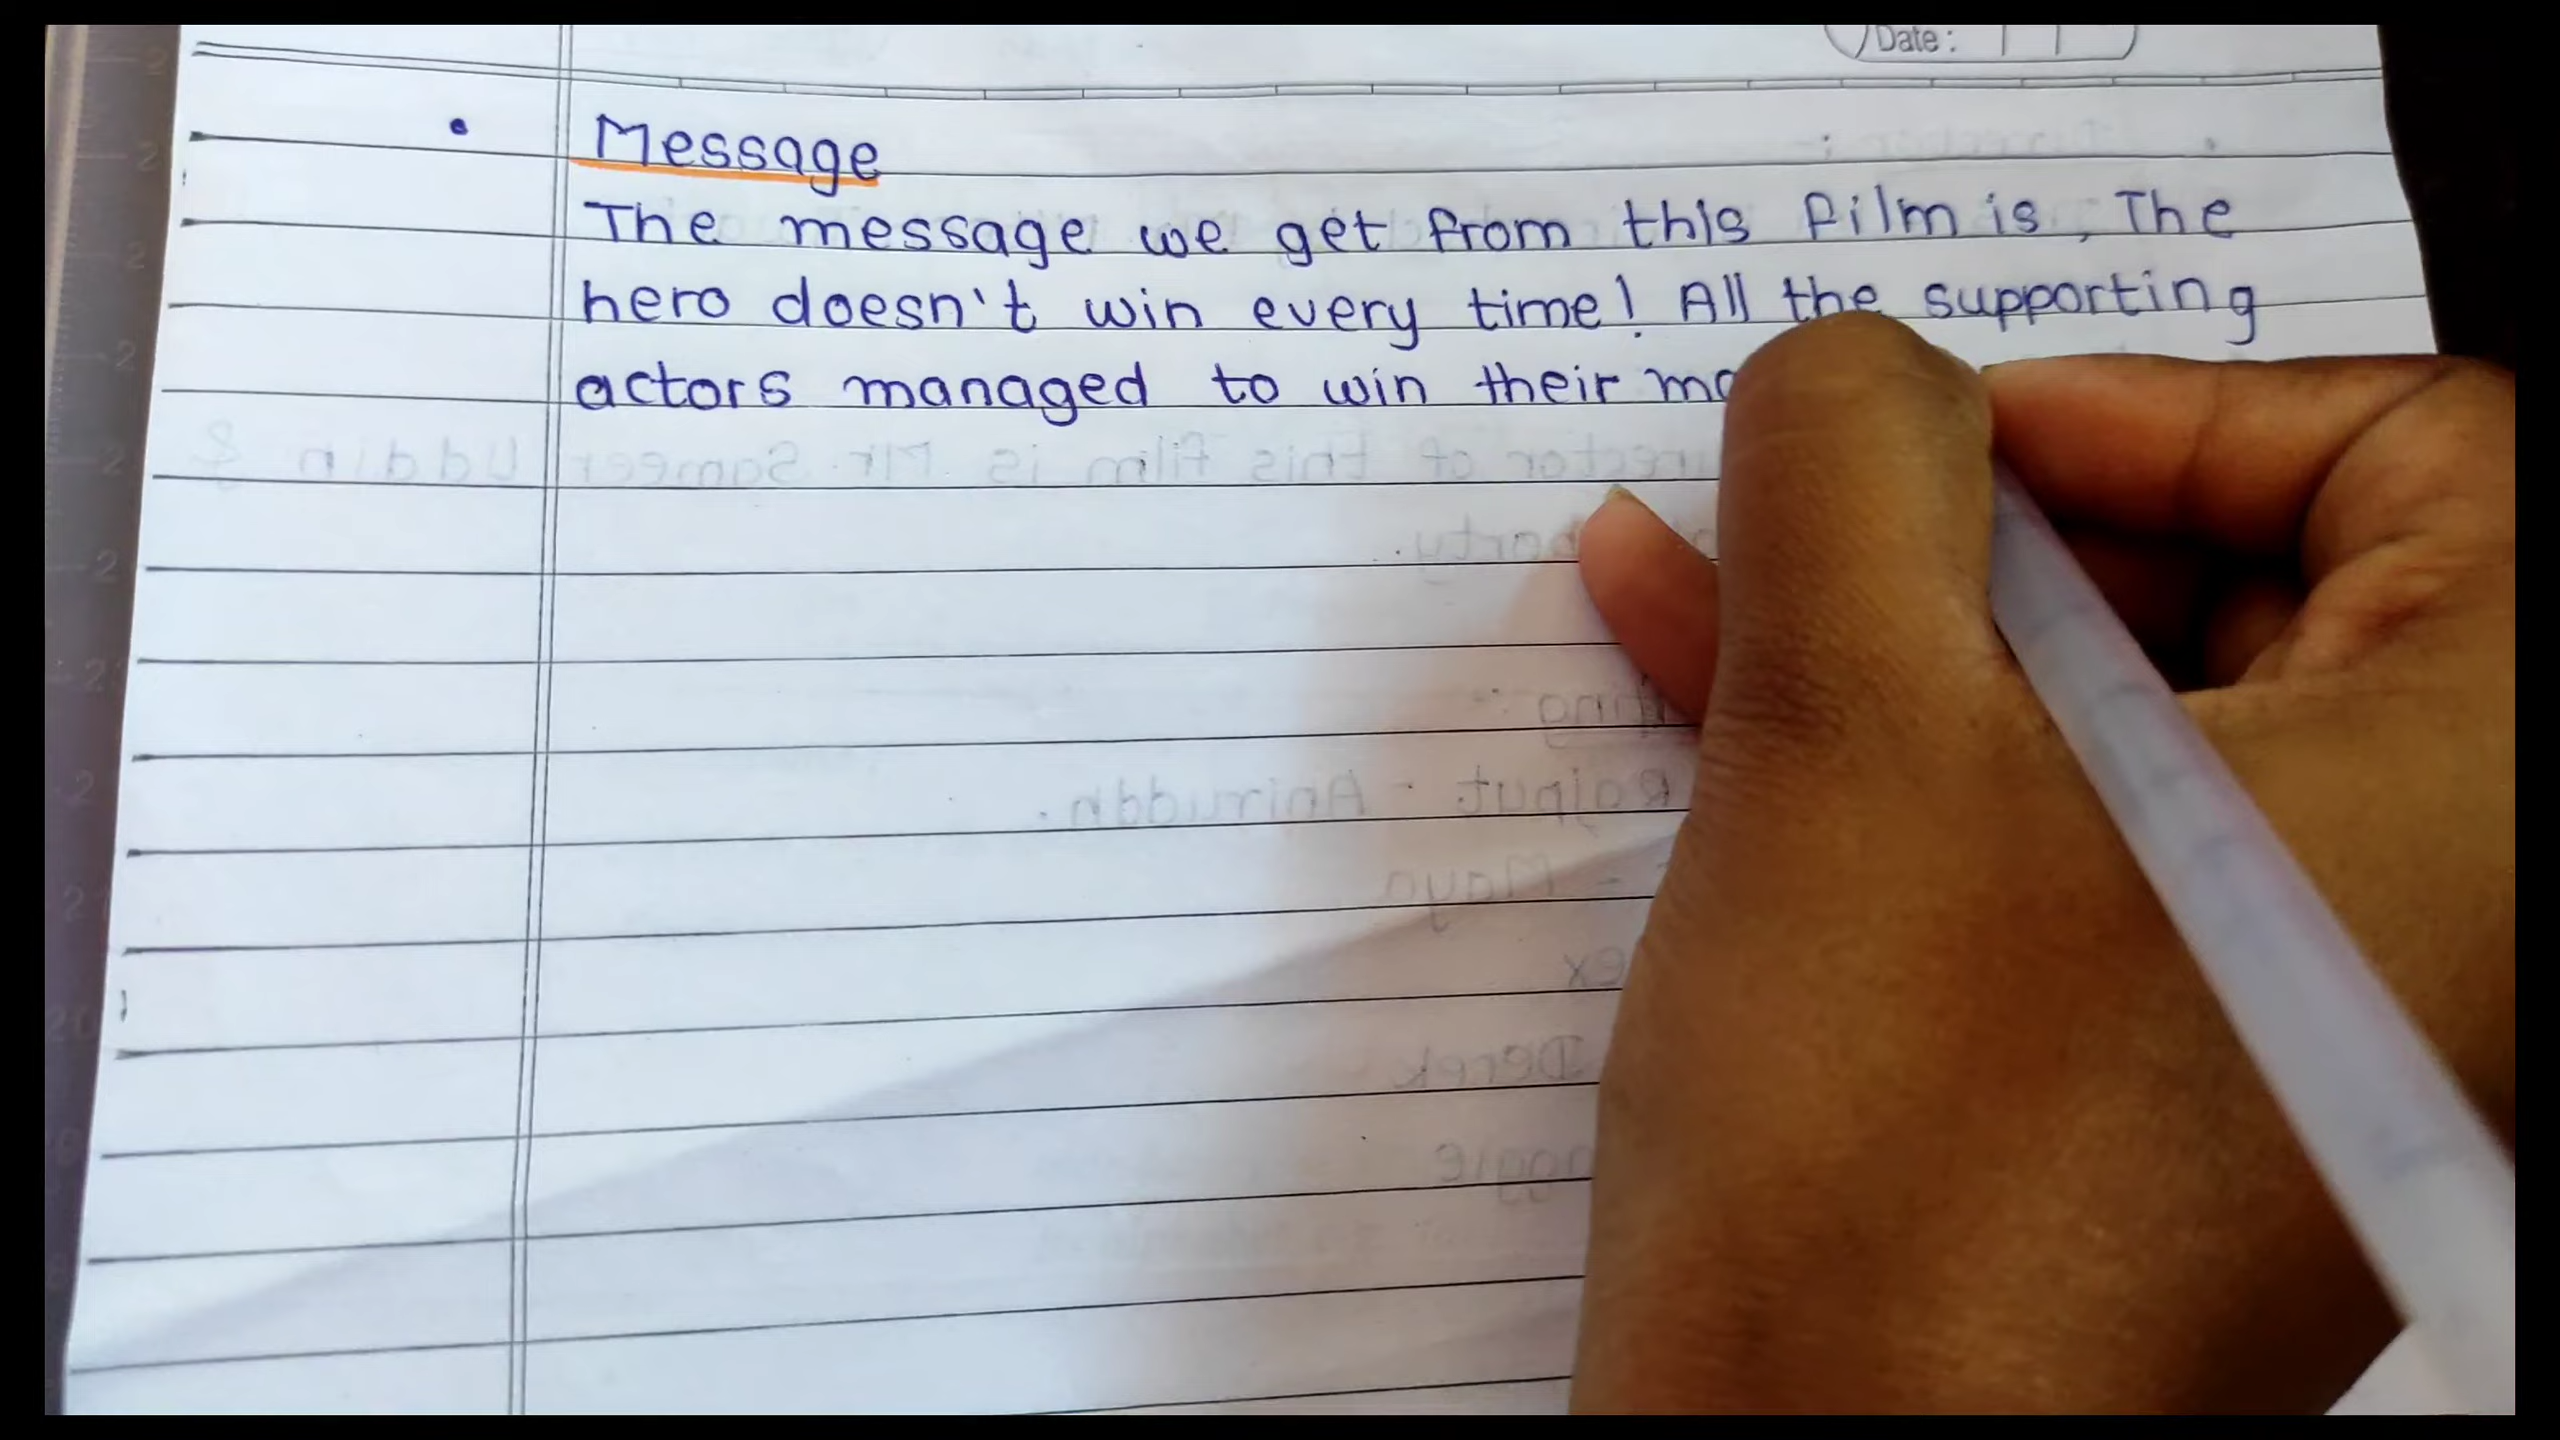 Date :
Message
The message we get from this film is, The
hero doesn't win every time! All the supporting
actors managed to win their